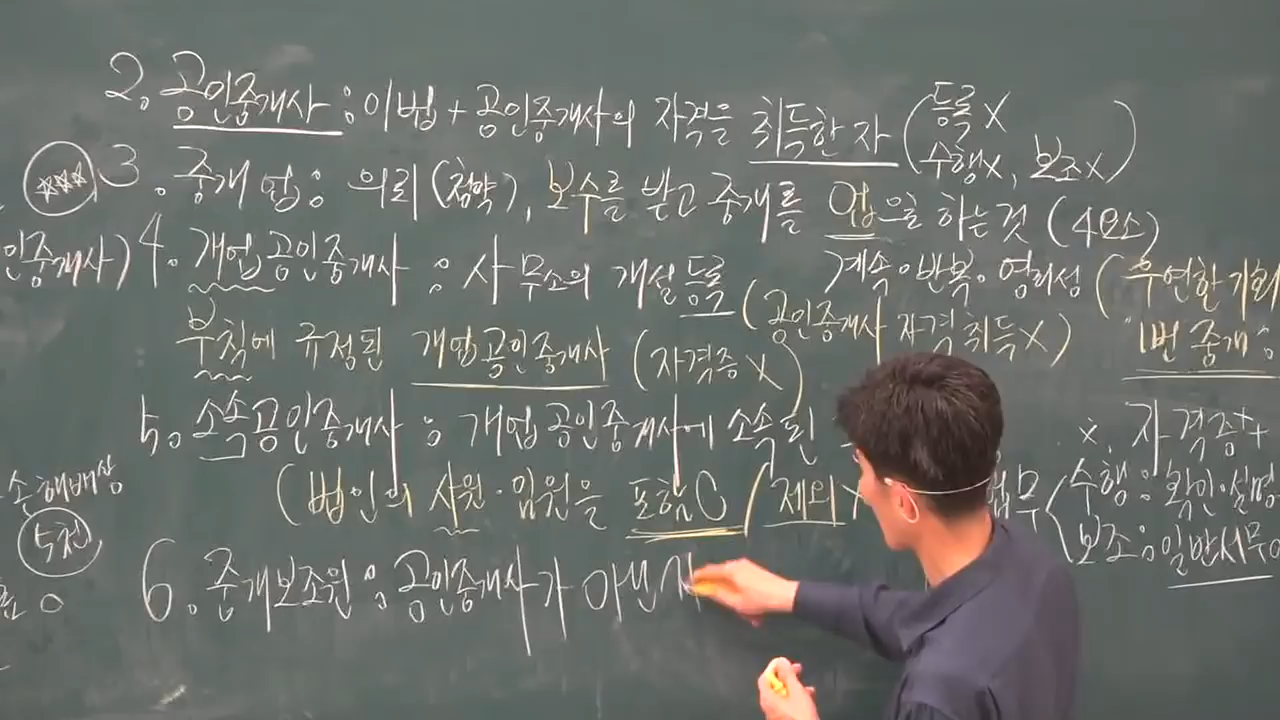 2. 공인중개사 : 이법 + 공인중개사의 자격을 취득한 자 (등록X
수행X, 보조X)
3. 중개업 : 의뢰(청약), 보수를 받고 중개를 업으로 하는 것 (4요소)
계속·반복·영리성 (우연한 기회
"1번 중개"
인중개사) 4. 개업공인중개사 : 사무소의 개설등록
(공인중개사 자격취득X)
부칙에 규정된 개업공인중개사 (자격증X)
5. 소속공인중개사 : 개업공인중개사에 소속된
(법인의 사원·임원을 포함O / 제외X
※. 자격증+
업무 < 수행 : 확인·설명
보조 : 일반서무
손해배상
5천
6. 중개보조원 : 공인중개사가 아닌 자